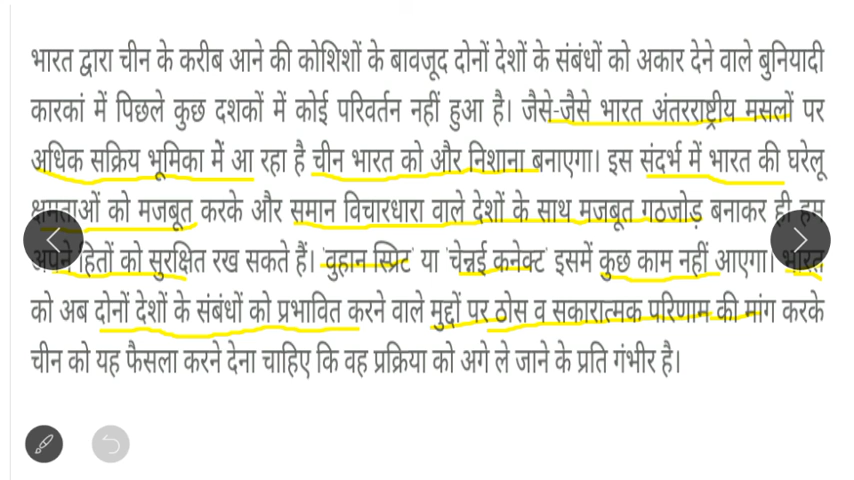 भारत द्वारा चीन के करीब आने की कोशिशों के बावजूद दोनों देशों के संबंधों को अकार देने वाले बुनियादी
कारकां में पिछले कुछ दशकों में कोई परिवर्तन नहीं हुआ है। जैसे-जैसे भारत अंतरराष्ट्रीय मसलों पर
अधिक सक्रिय भूमिका में आ रहा है चीन भारत को और निशाना बनाएगा। इस संदर्भ में भारत की घरेलू
क्षमताओं को मजबूत करके और समान विचारधारा वाले देशों के साथ मजबूत गठजोड़ बनाकर ही हम
अपने हितों को सुरक्षित रख सकते हैं। 'वुहान स्प्रिट' या 'चेन्नई कनेक्ट' इसमें कुछ काम नहीं आएगा। भारत
को अब दोनों देशों के संबंधों को प्रभावित करने वाले मुद्दों पर ठोस व सकारात्मक परिणाम की मांग करके
चीन को यह फैसला करने देना चाहिए कि वह प्रक्रिया को अगे ले जाने के प्रति गंभीर है।